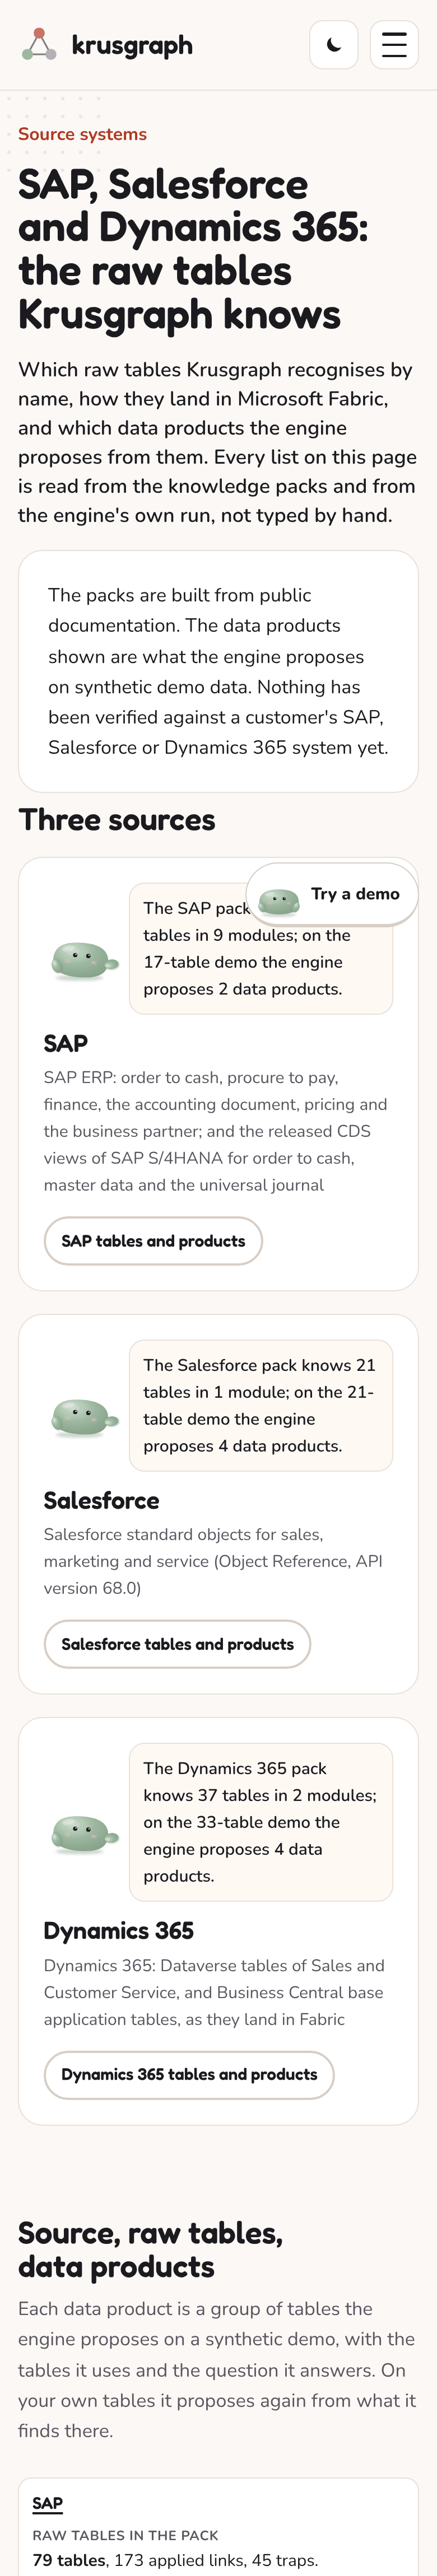 krusgraph
Source systems
SAP, Salesforce
and Dynamics 365:
the raw tables
Krusgraph knows
Which raw tables Krusgraph recognises by
name, how they land in Microsoft Fabric,
and which data products the engine
proposes from them. Every list on this page
is read from the knowledge packs and from
the engine's own run, not typed by hand.
The packs are built from public
documentation. The data products
shown are what the engine proposes
on synthetic demo data. Nothing has
been verified against a customer's SAP,
Salesforce or Dynamics 365 system yet.
Three sources
Try a demo
The SAP pack
tables in 9 modules; on the
17-table demo the engine
proposes 2 data products.
SAP
SAP ERP: order to cash, procure to pay,
finance, the accounting document, pricing and
the business partner; and the released CDS
views of SAP S/4HANA for order to cash,
master data and the universal journal
SAP tables and products
The Salesforce pack knows 21
tables in 1 module; on the 21-
table demo the engine
proposes 4 data products.
Salesforce
Salesforce standard objects for sales,
marketing and service (Object Reference, API
version 68.0)
Salesforce tables and products
The Dynamics 365 pack
knows 37 tables in 2 modules;
on the 33-table demo the
engine proposes 4 data
products.
Dynamics 365
Dynamics 365: Dataverse tables of Sales and
Customer Service, and Business Central base
application tables, as they land in Fabric
Dynamics 365 tables and products
Source, raw tables,
data products
Each data product is a group of tables the
engine proposes on a synthetic demo, with the
tables it uses and the question it answers. On
your own tables it proposes again from what it
finds there.
SAP
RAW TABLES IN THE PACK
79 tables, 173 applied links, 45 traps.